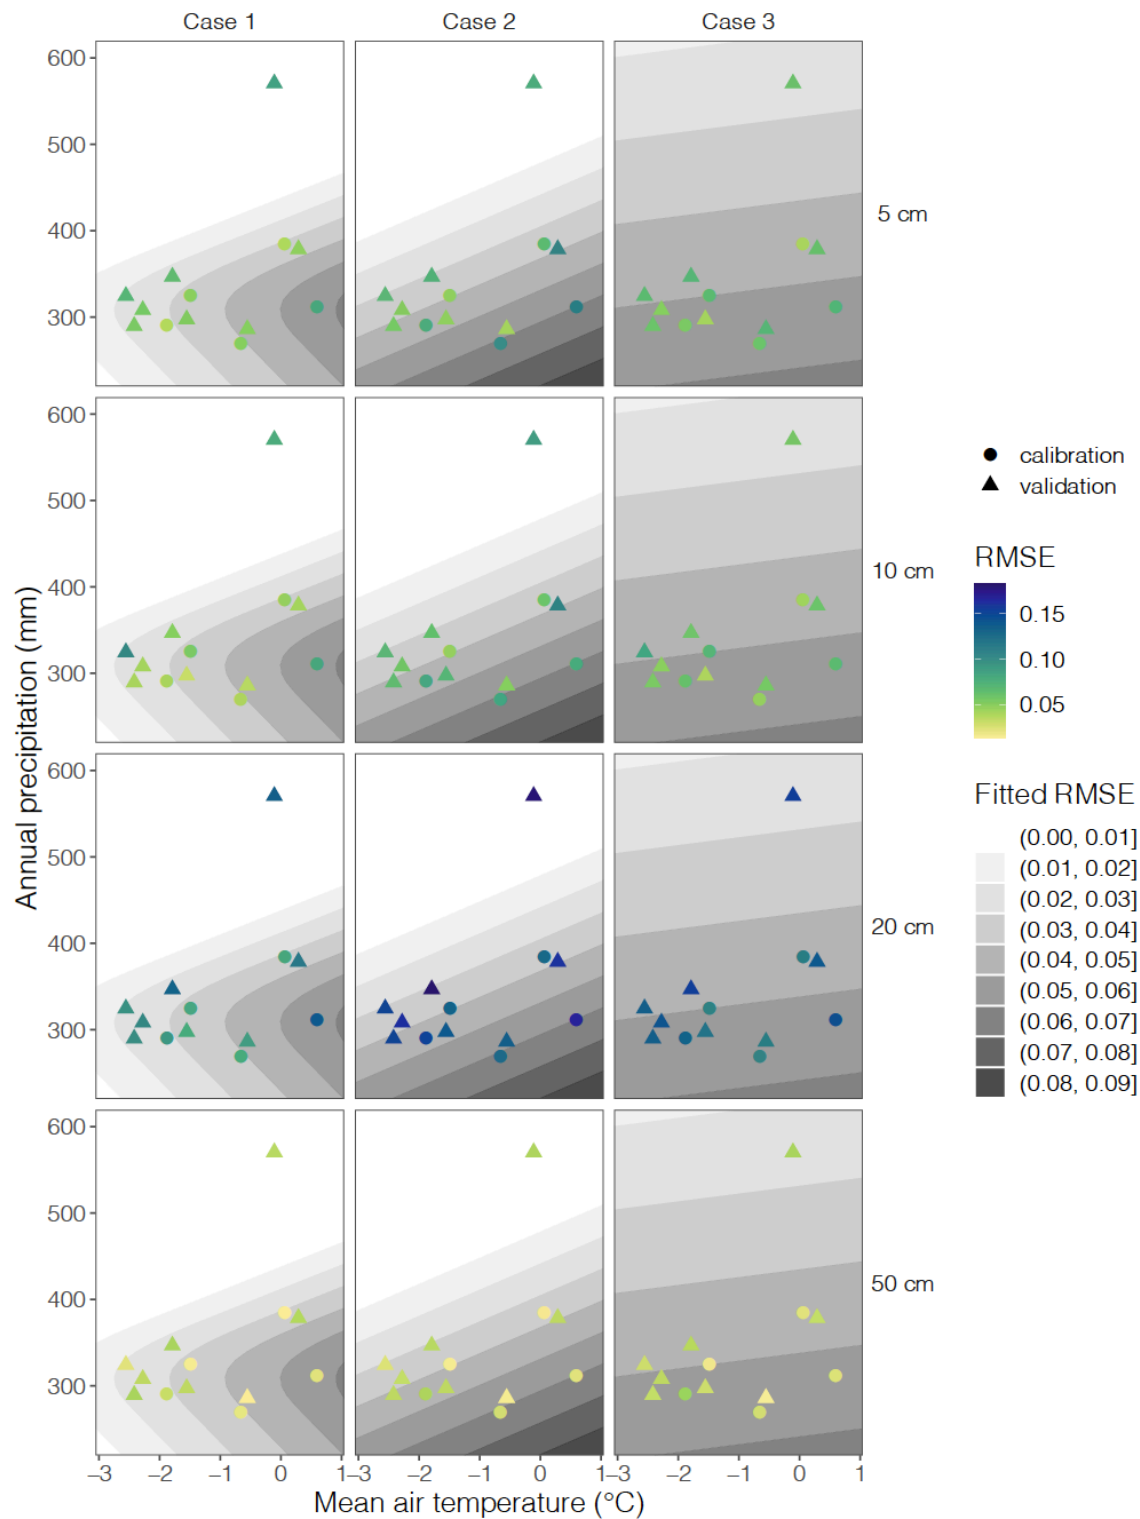 Case 1 Case 2 Case 3
600
500
400
300
5 cm
600
500
400
300
10 cm
600
500
400
300
20 cm
600
500
400
300
50 cm
−3 −2 −1 0 1 −3 −2 −1 0 1 −3 −2 −1 0 1
Mean air temperature (°C)
Annual precipitation (mm)
calibration
validation
RMSE
0.15
0.10
0.05
Fitted RMSE
(0.00, 0.01]
(0.01, 0.02]
(0.02, 0.03]
(0.03, 0.04]
(0.04, 0.05]
(0.05, 0.06]
(0.06, 0.07]
(0.07, 0.08]
(0.08, 0.09]